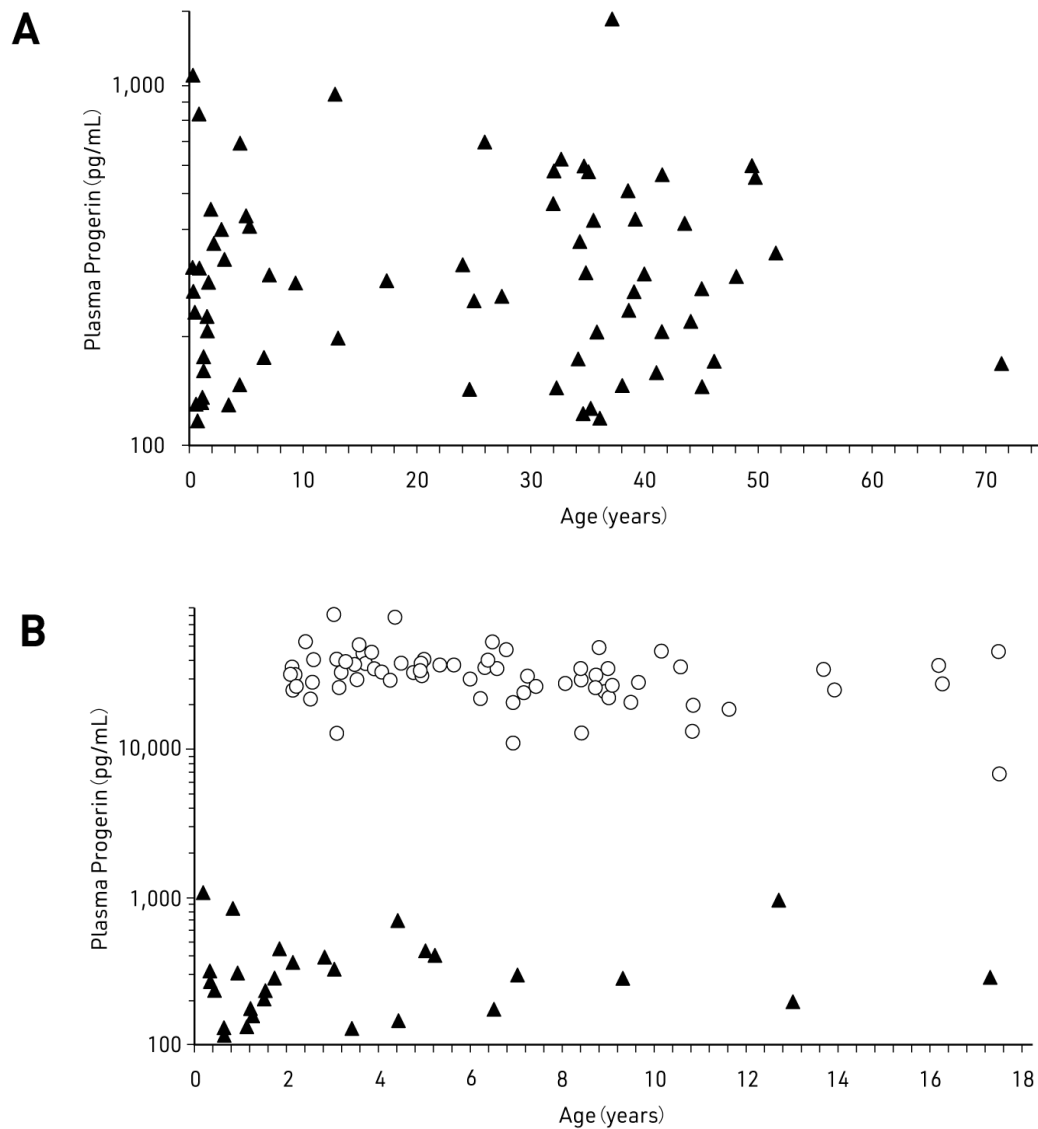 A
Plasma Progerin (pg/mL)
1,000
100
0 10 20 30 40 50 60 70
Age (years)
B
Plasma Progerin (pg/mL)
10,000
1,000
100
0 2 4 6 8 10 12 14 16 18
Age (years)